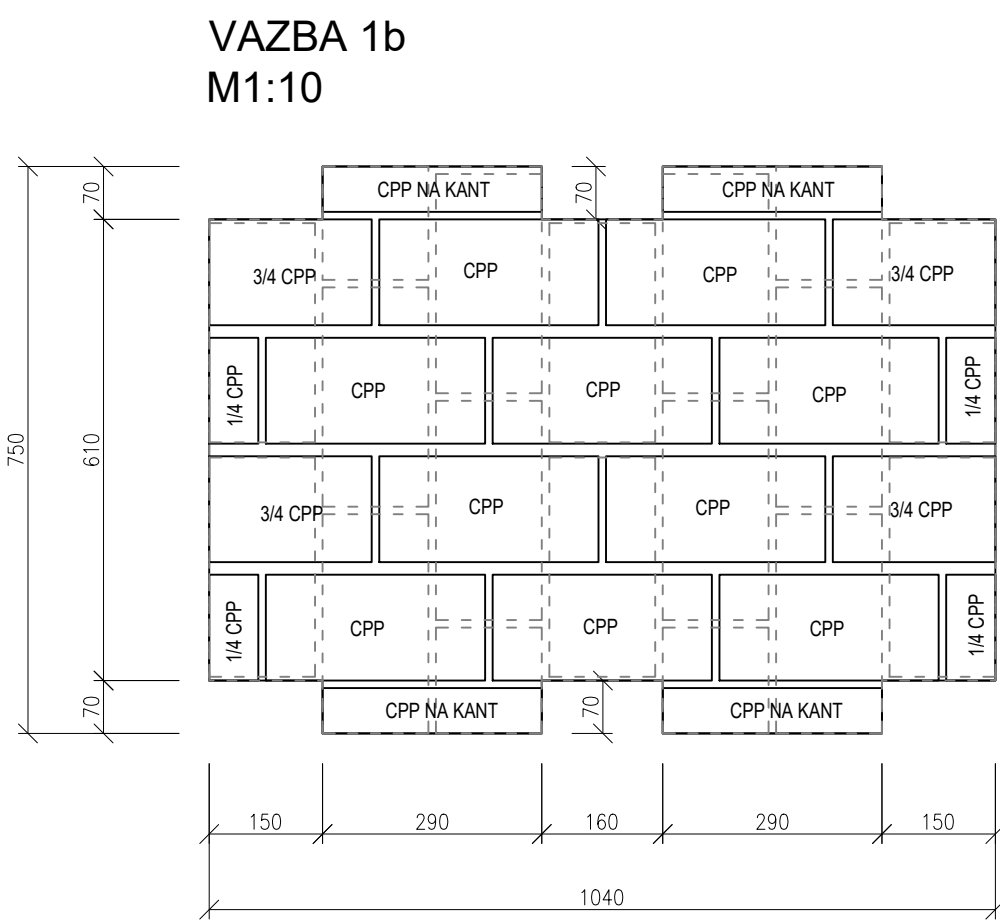 VAZBA 1b
M1:10
70
CPP NA KANT
70
CPP NA KANT
3/4 CPP
CPP
CPP
3/4 CPP
1/4 CPP
CPP
CPP
CPP
1/4 CPP
750
610
3/4 CPP
CPP
CPP
3/4 CPP
1/4 CPP
CPP
CPP
CPP
1/4 CPP
70
CPP NA KANT
70
CPP NA KANT
150
290
160
290
150
1040